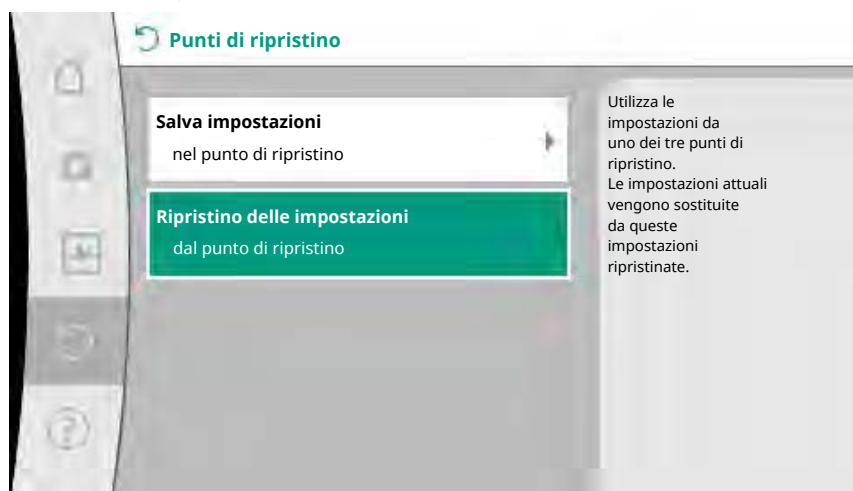 Punti di ripristino
Salva impostazioni
nel punto di ripristino
Ripristino delle impostazioni
dal punto di ripristino
Utilizza le
impostazioni da
uno dei tre punti di
ripristino.
Le impostazioni attuali
vengono sostituite
da queste
impostazioni
ripristinate.